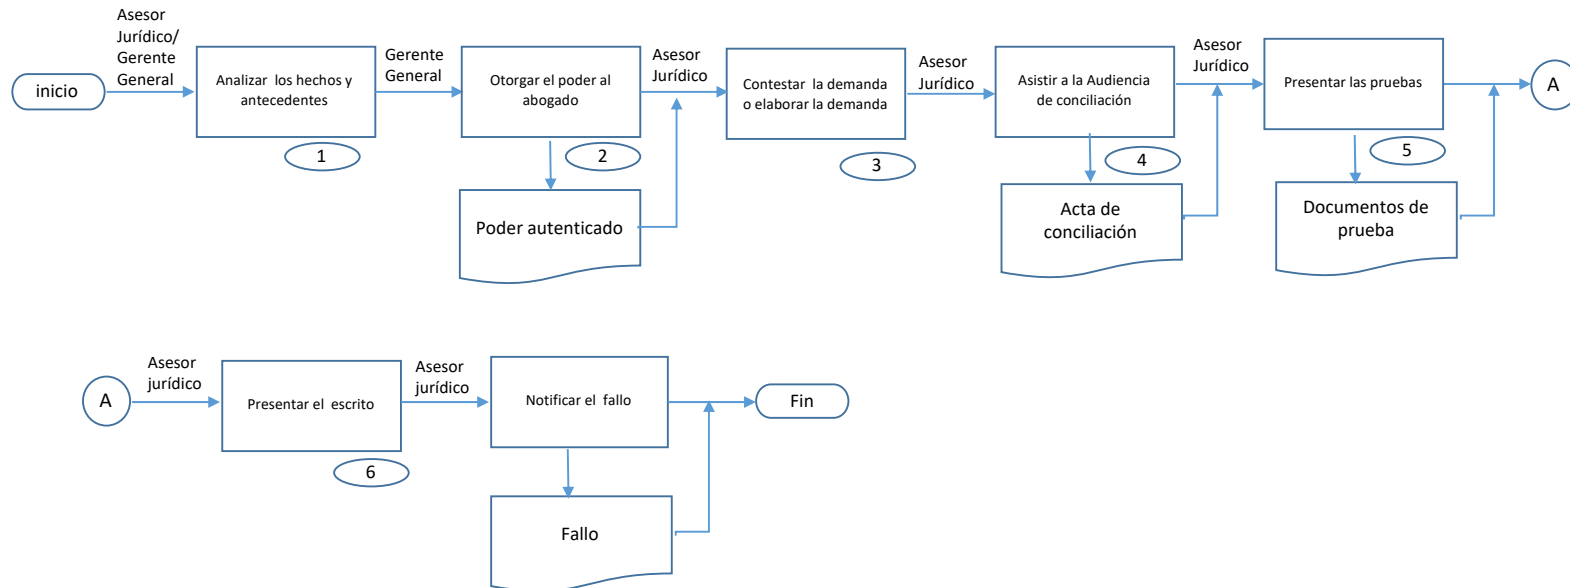 inicio
Asesor
Jurídico/
Gerente
General
Analizar los hechos y
antecedentes
1
Gerente
General
Otorgar el poder al
abogado
2
Poder autenticado
Asesor
Jurídico
Contestar la demanda
o elaborar la demanda
3
Asesor
Jurídico
Asistir a la Audiencia
de conciliación
4
Acta de
conciliación
Asesor
Jurídico
Presentar las pruebas
5
Documentos de
prueba
A
A
Asesor
jurídico
Presentar el escrito
6
Asesor
jurídico
Notificar el fallo
Fallo
Fin